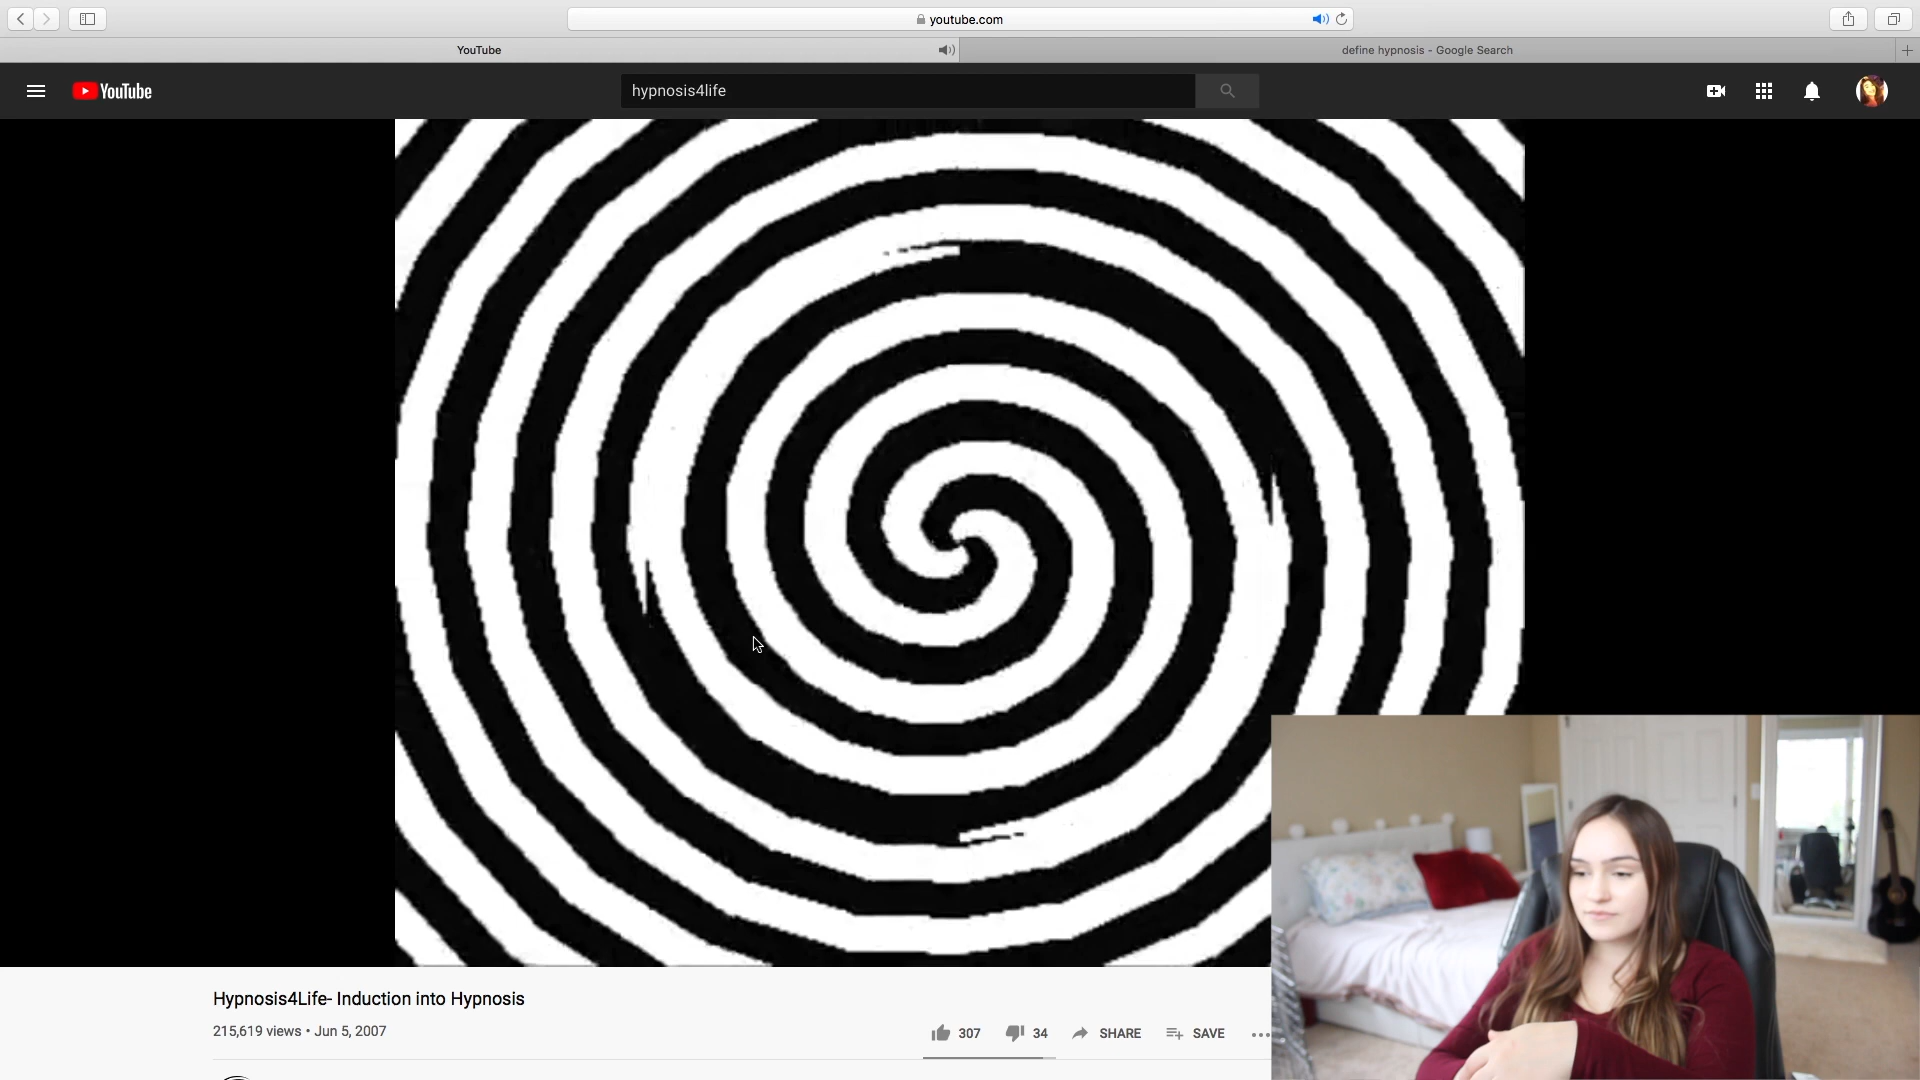 youtube.com
YouTube
define hypnosis - Google Search
YouTube
hypnosis4life
Hypnosis4Life- Induction into Hypnosis
215,619 views • Jun 5, 2007
307
34
SHARE
SAVE